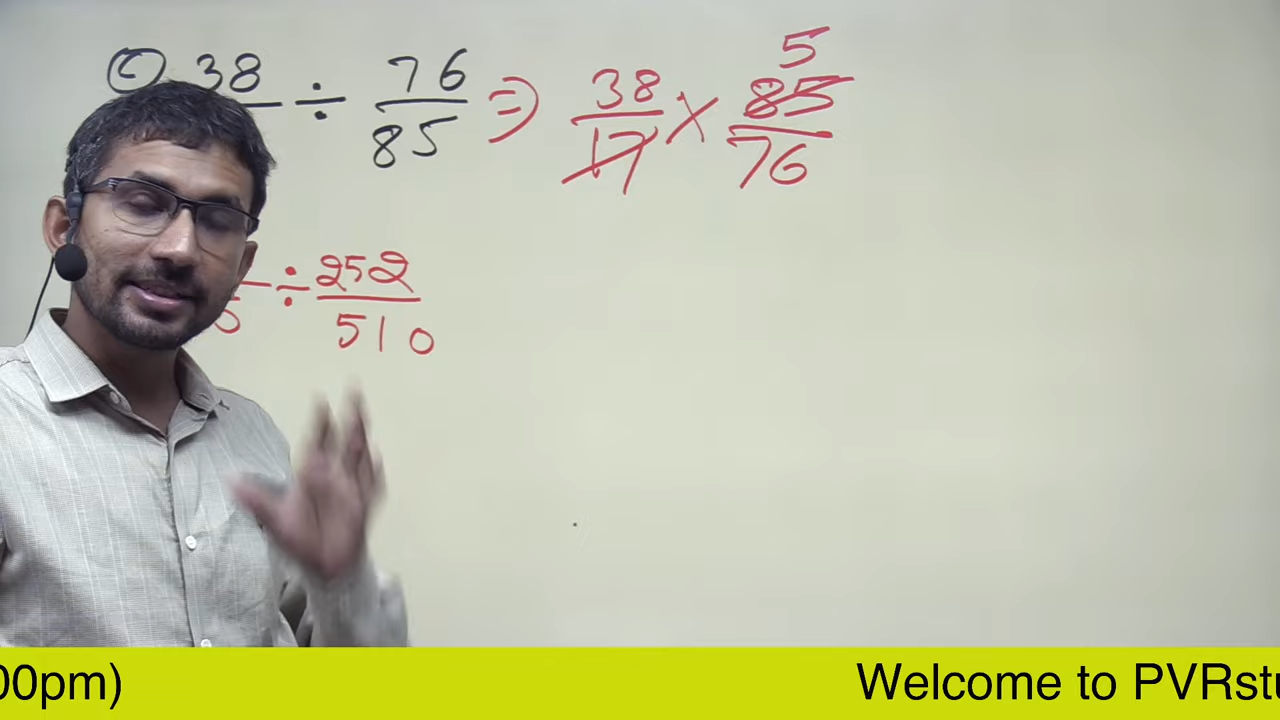 (c) 38 ÷ 76/85 ⇒ 38/17 × 85/76 5
÷ 252/510
00pm) Welcome to PVRstu